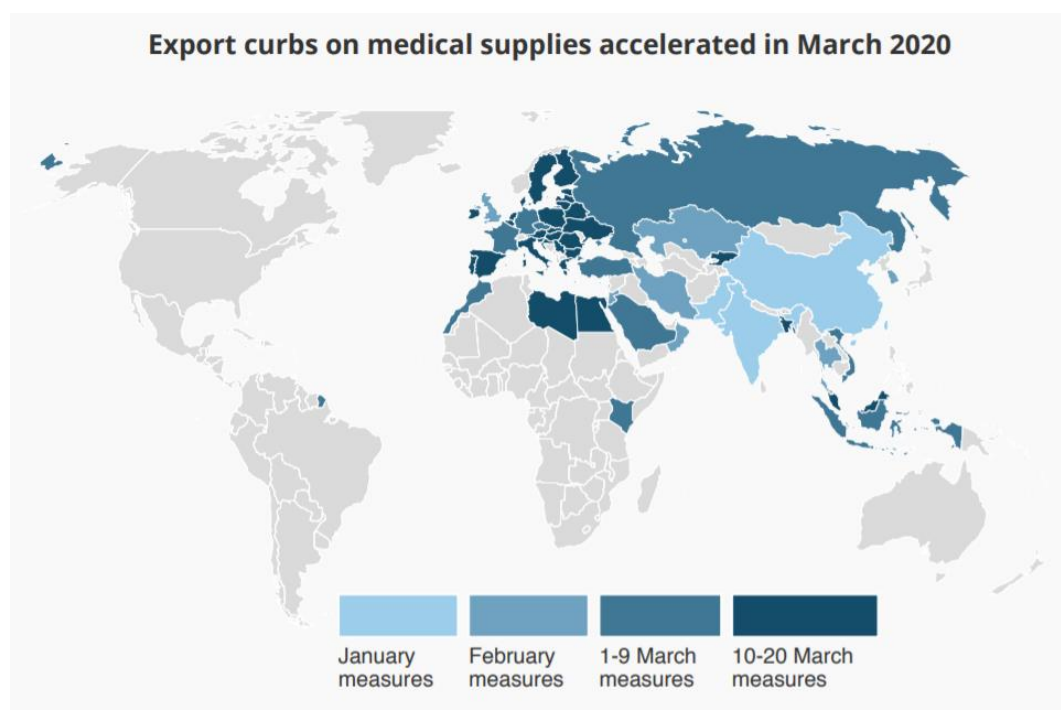 Export curbs on medical supplies accelerated in March 2020
January
measures
February
measures
1-9 March
measures
10-20 March
measures